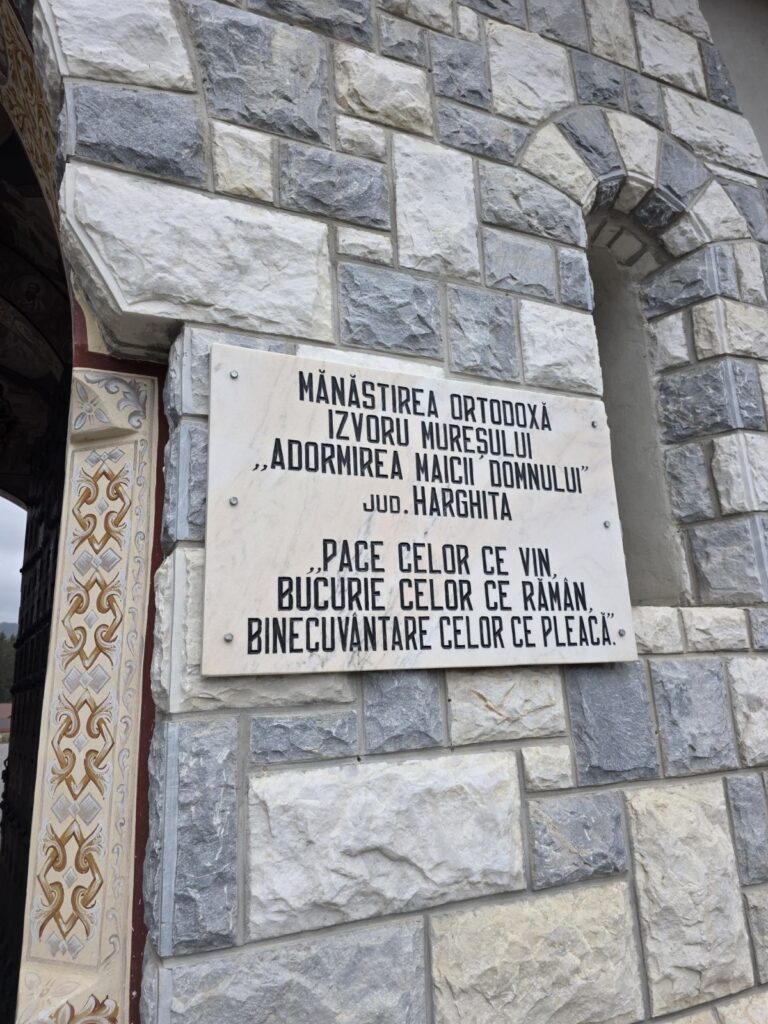 MĂNĂSTIREA ORTODOXĂ
IZVORU MUREȘULUI
„ADORMIREA MAICII DOMNULUI”
JUD. HARGHITA
„PACE CELOR CE VIN,
BUCURIE CELOR CE RĂMÂN,
BINECUVÂNTARE CELOR CE PLEACĂ.”